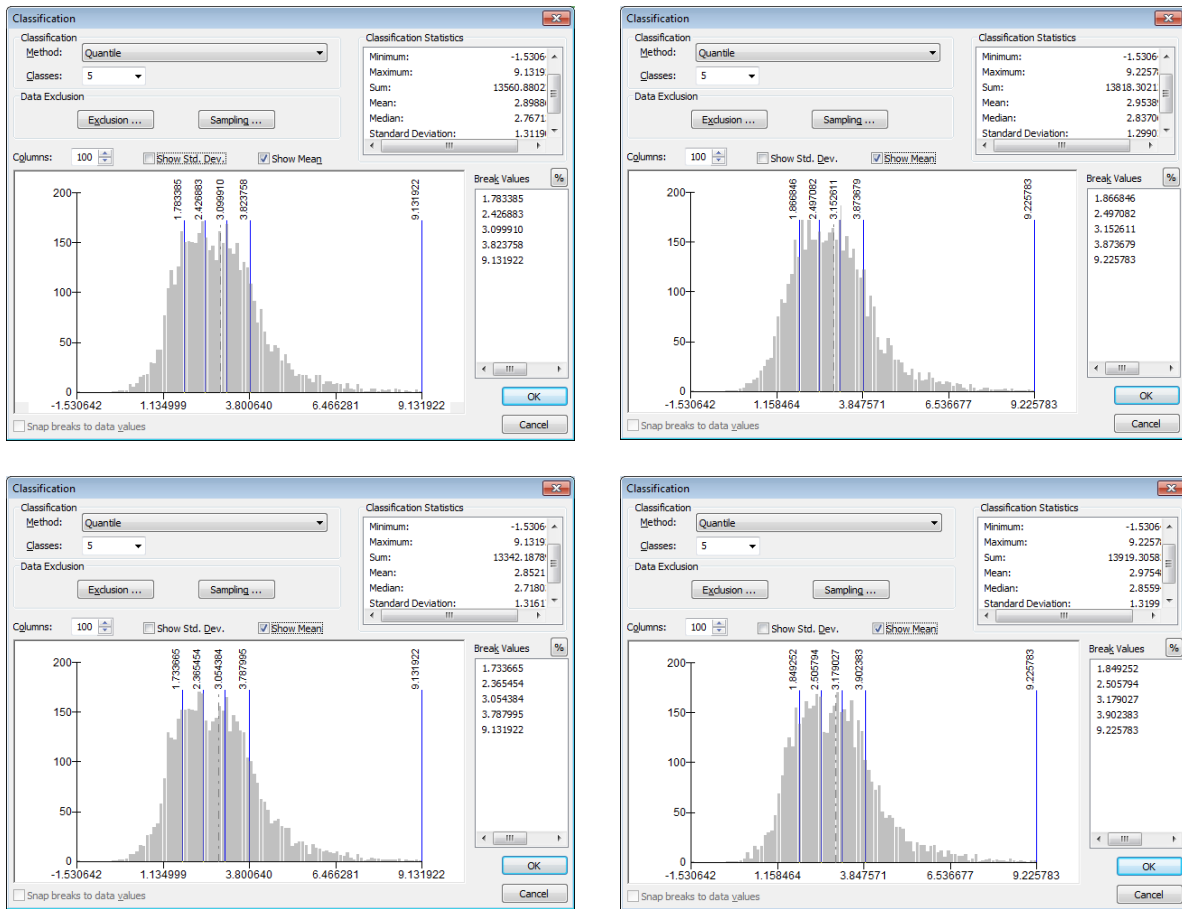 Classification
Classification
Method: Quantile
Classes: 5
Data Exclusion
Exclusion ... Sampling ...
Classification Statistics
Minimum: -1.5306
Maximum: 9.1319
Sum: 13560.8802
Mean: 2.8988
Median: 2.7671
Standard Deviation: 1.3119
Columns: 100 Show Std. Dev. Show Mean
Break Values %
1.783385 2.426883 3.099910 3.823758 9.131922
200
150
100
50
0
-1.530642 1.134999 3.800640 6.466281 9.131922
1.783385
2.426883
3.099910
3.823758
9.131922
OK
Cancel
Snap breaks to data values
Classification
Classification
Method: Quantile
Classes: 5
Data Exclusion
Exclusion ... Sampling ...
Classification Statistics
Minimum: -1.5306
Maximum: 9.2257
Sum: 13818.3021
Mean: 2.9538
Median: 2.8370
Standard Deviation: 1.2990
Columns: 100 Show Std. Dev. Show Mean
Break Values %
1.866846 2.497082 3.152611 3.873679 9.225783
200
150
100
50
0
-1.530642 1.158464 3.847571 6.536677 9.225783
1.866846
2.497082
3.152611
3.873679
9.225783
OK
Cancel
Snap breaks to data values
Classification
Classification
Method: Quantile
Classes: 5
Data Exclusion
Exclusion ... Sampling ...
Classification Statistics
Minimum: -1.5306
Maximum: 9.1319
Sum: 13342.1878
Mean: 2.8521
Median: 2.7180
Standard Deviation: 1.3161
Columns: 100 Show Std. Dev. Show Mean
Break Values %
1.733665 2.365454 3.054384 3.787995 9.131922
200
150
100
50
0
-1.530642 1.134999 3.800640 6.466281 9.131922
1.733665
2.365454
3.054384
3.787995
9.131922
OK
Cancel
Snap breaks to data values
Classification
Classification
Method: Quantile
Classes: 5
Data Exclusion
Exclusion ... Sampling ...
Classification Statistics
Minimum: -1.5306
Maximum: 9.2257
Sum: 13919.3058
Mean: 2.9754
Median: 2.8559
Standard Deviation: 1.3199
Columns: 100 Show Std. Dev. Show Mean
Break Values %
1.849252 2.505794 3.179027 3.902383 9.225783
200
150
100
50
0
-1.530642 1.158464 3.847571 6.536677 9.225783
1.849252
2.505794
3.179027
3.902383
9.225783
OK
Cancel
Snap breaks to data values